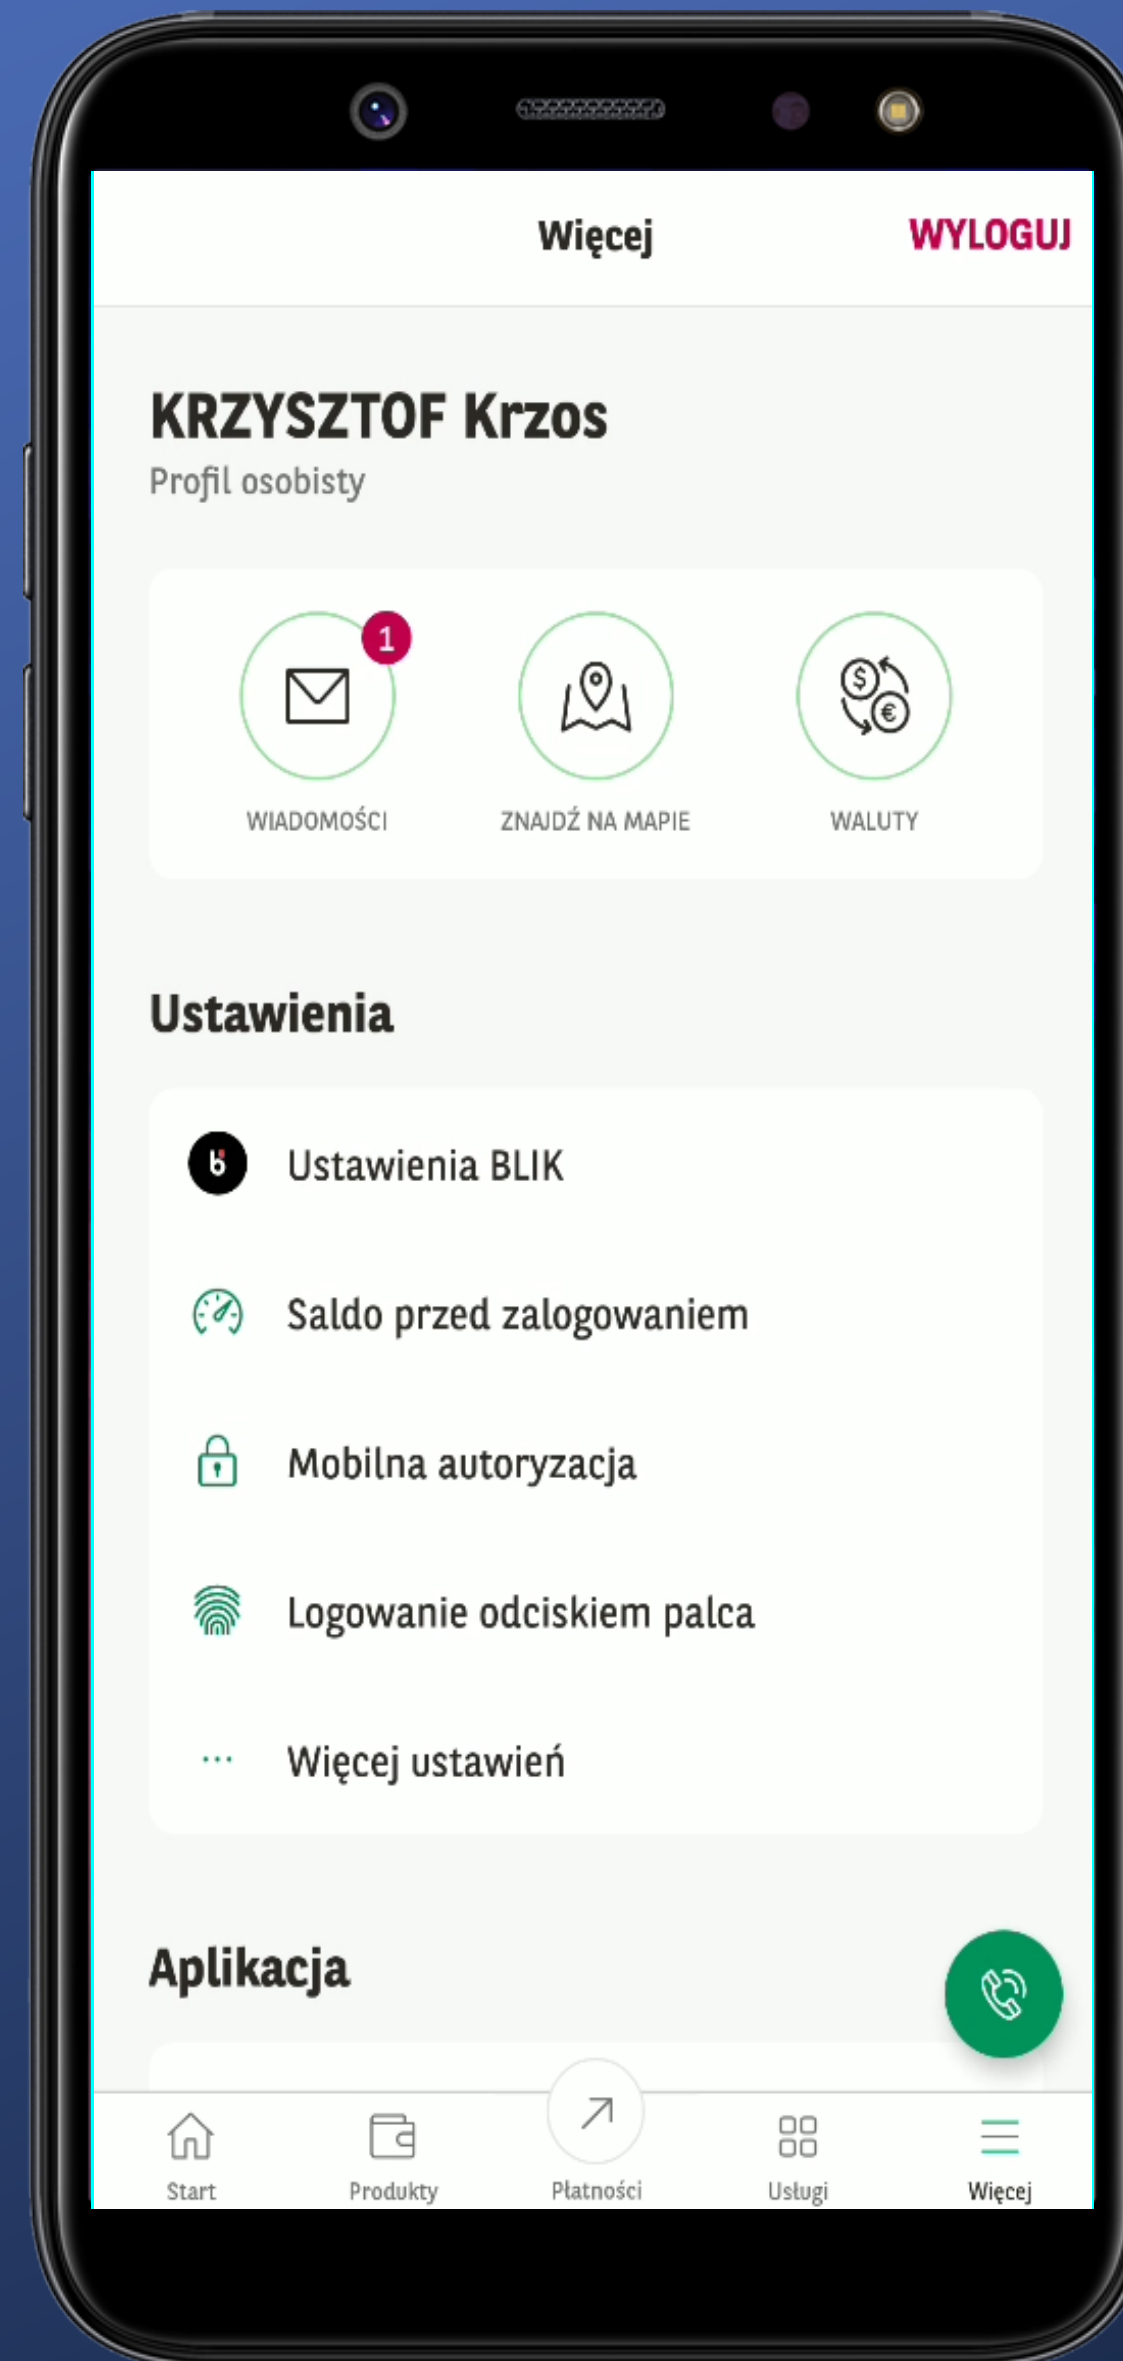 Więcej
WYLOGUJ
KRZYSZTOF Krzos
Profil osobisty
1
WIADOMOŚCI
ZNAJDŹ NA MAPIE
WALUTY
Ustawienia
Ustawienia BLIK
Saldo przed zalogowaniem
Mobilna autoryzacja
Logowanie odciskiem palca
Więcej ustawień
Aplikacja
Start
Produkty
Płatności
Usługi
Więcej